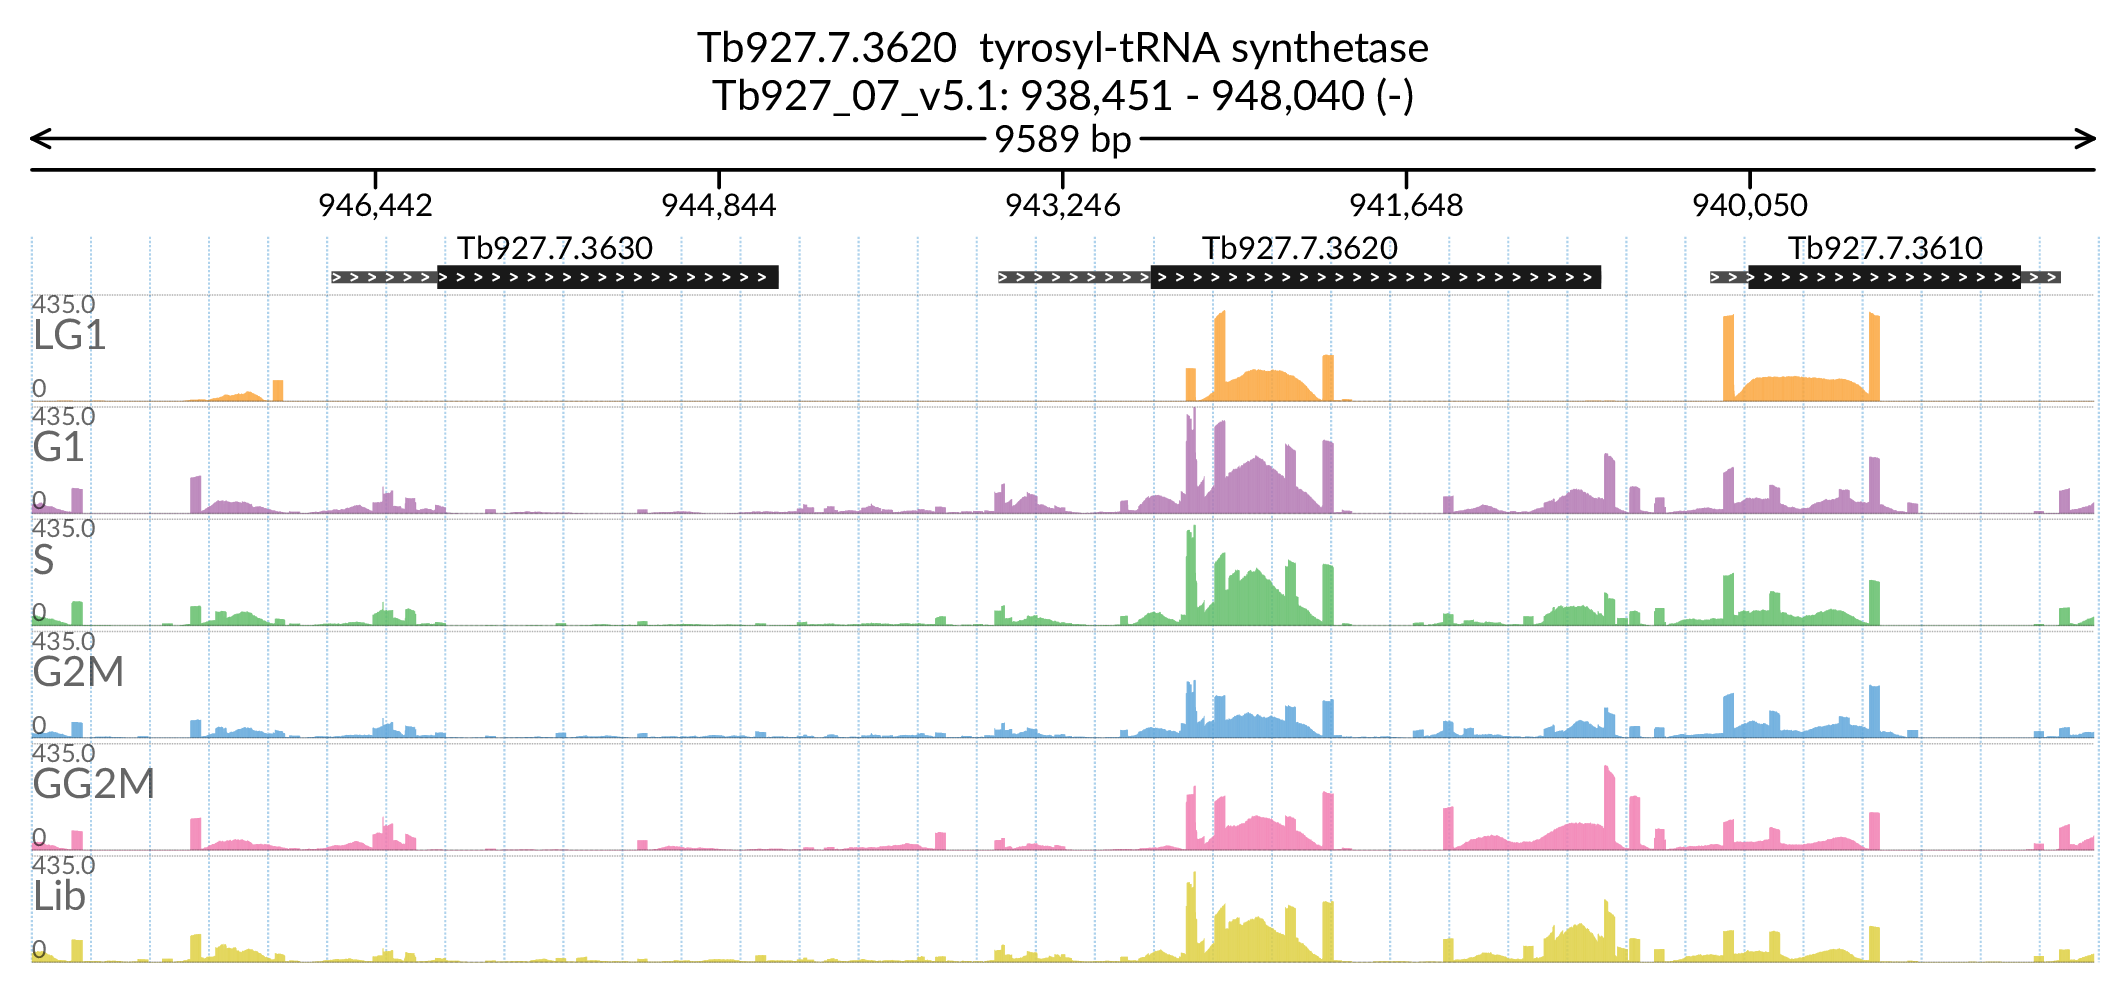 Tb927.7.3620 tyrosyl-tRNA synthetase
Tb927_07_v5.1: 938,451 - 948,040 (-)
9589 bp
946,442 944,844 943,246 941,648 940,050
Tb927.7.3630 Tb927.7.3620 Tb927.7.3610
435.0
LG1
0
435.0
G1
0
435.0
S
0
435.0
G2M
0
435.0
GG2M
0
435.0
Lib
0